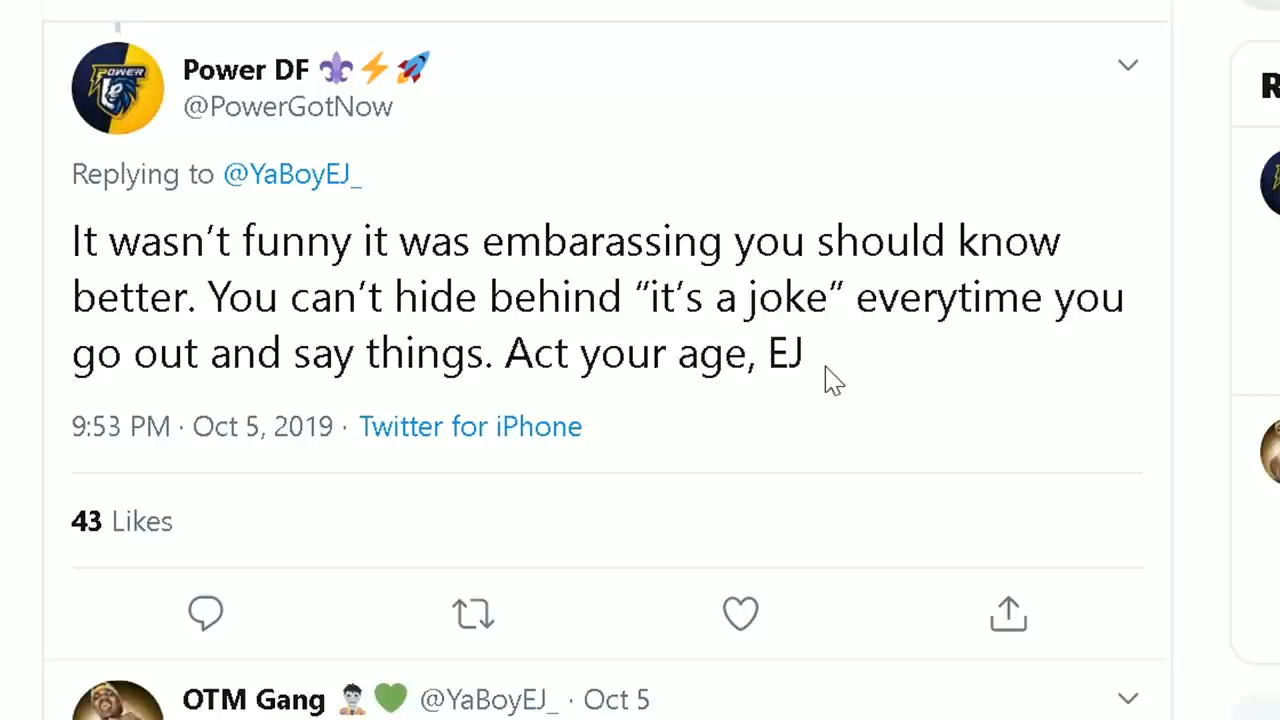 Power DF ⚜️⚡🚀
@PowerGotNow
POWER
Replying to @YaBoyEJ_
It wasn’t funny it was embarassing you should know
better. You can’t hide behind “it’s a joke” everytime you
go out and say things. Act your age, EJ
9:53 PM · Oct 5, 2019 · Twitter for iPhone
43 Likes
OTM Gang 🧛🏻‍♂️💚 @YaBoyEJ_ · Oct 5